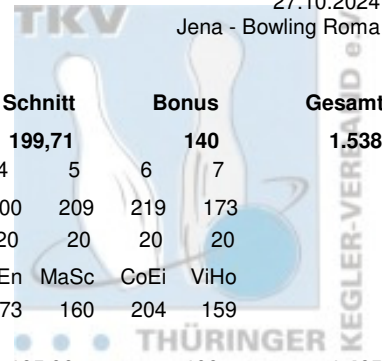 TKV
27.10.2024
Jena - Bowling Roma
Schnitt Bonus Gesamt
199,71 140 1.538
4 5 6 7
00 209 219 173
20 20 20 20
En MaSc CoEi ViHo
73 160 204 159
THÜRINGER
KEGLER-VERBAND e.V